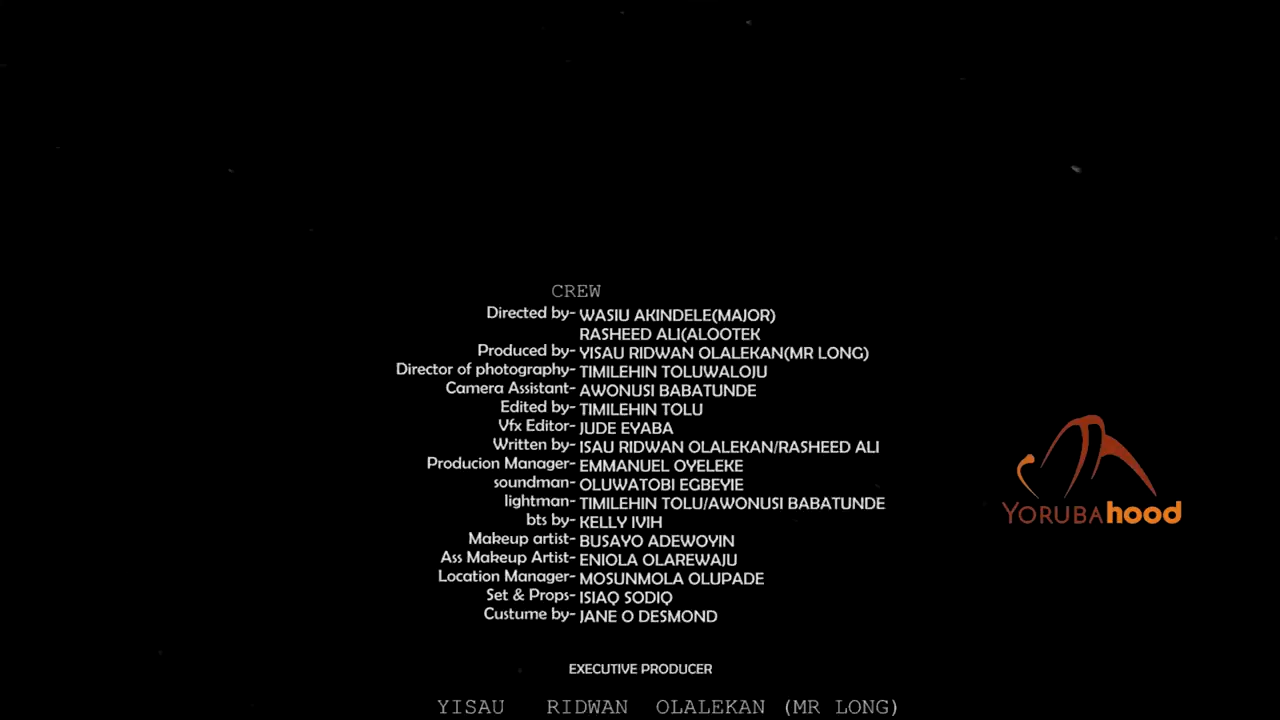 CREW
Directed by- WASIU AKINDELE(MAJOR)
RASHEED ALI(ALOOTEK
Produced by- YISAU RIDWAN OLALEKAN(MR LONG)
Director of photography- TIMILEHIN TOLUWALOJU
Camera Assistant- AWONUSI BABATUNDE
Edited by- TIMILEHIN TOLU
Vfx Editor- JUDE EYABA
Written by- ISAU RIDWAN OLALEKAN/RASHEED ALI
Producion Manager- EMMANUEL OYELEKE
soundman- OLUWATOBI EGBEYIE
lightman- TIMILEHIN TOLU/AWONUSI BABATUNDE
bts by- KELLY IVIH
Makeup artist- BUSAYO ADEWOYIN
Ass Makeup Artist- ENIOLA OLAREWAJU
Location Manager- MOSUNMOLA OLUPADE
Set & Props- ISIAQ SODIQ
Custume by- JANE O DESMOND
EXECUTIVE PRODUCER
YISAU RIDWAN OLALEKAN (MR LONG)
YORUBAhood